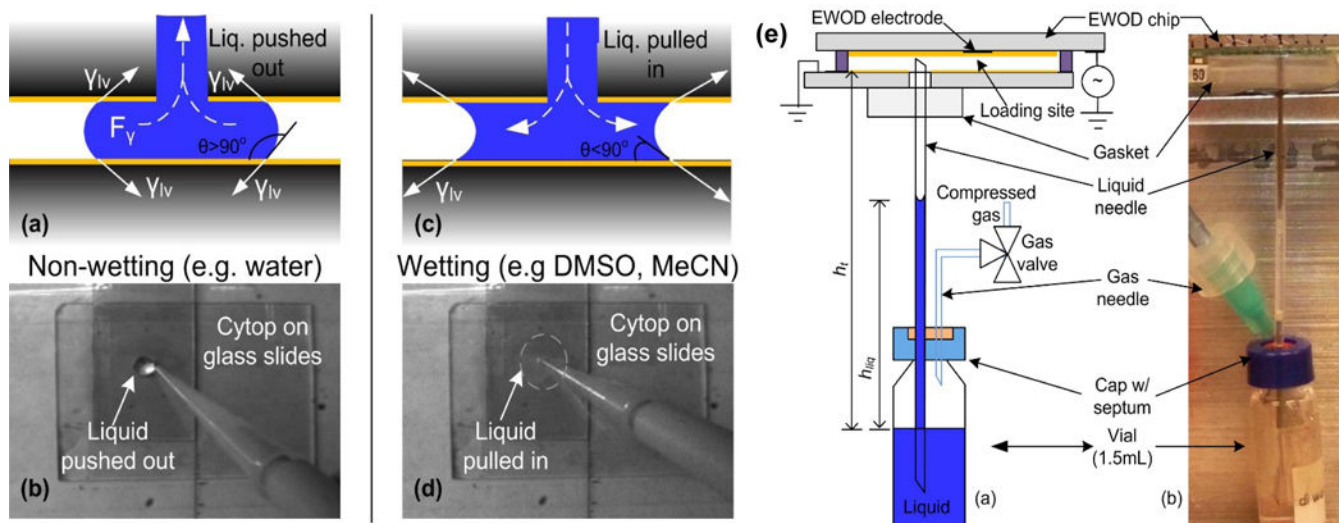 Liq. pushed
out
γlv
γlv
Fγ
θ>90°
γlv
γlv
(a)
Non-wetting (e.g. water)
Cytop on
glass slides
Liquid
pushed out
(b)
Liq. pulled
in
θ<90°
γlv
γlv
(c)
Wetting (e.g DMSO, MeCN)
Cytop on
glass slides
Liquid
pulled in
(d)
(e)
EWOD electrode
EWOD chip
~
Loading site
Gasket
Liquid
needle
Compressed
gas
Gas
valve
Gas
needle
ht
hliq
Cap w/
septum
Vial
(1.5mL)
Liquid
(a)
60
di w
(b)